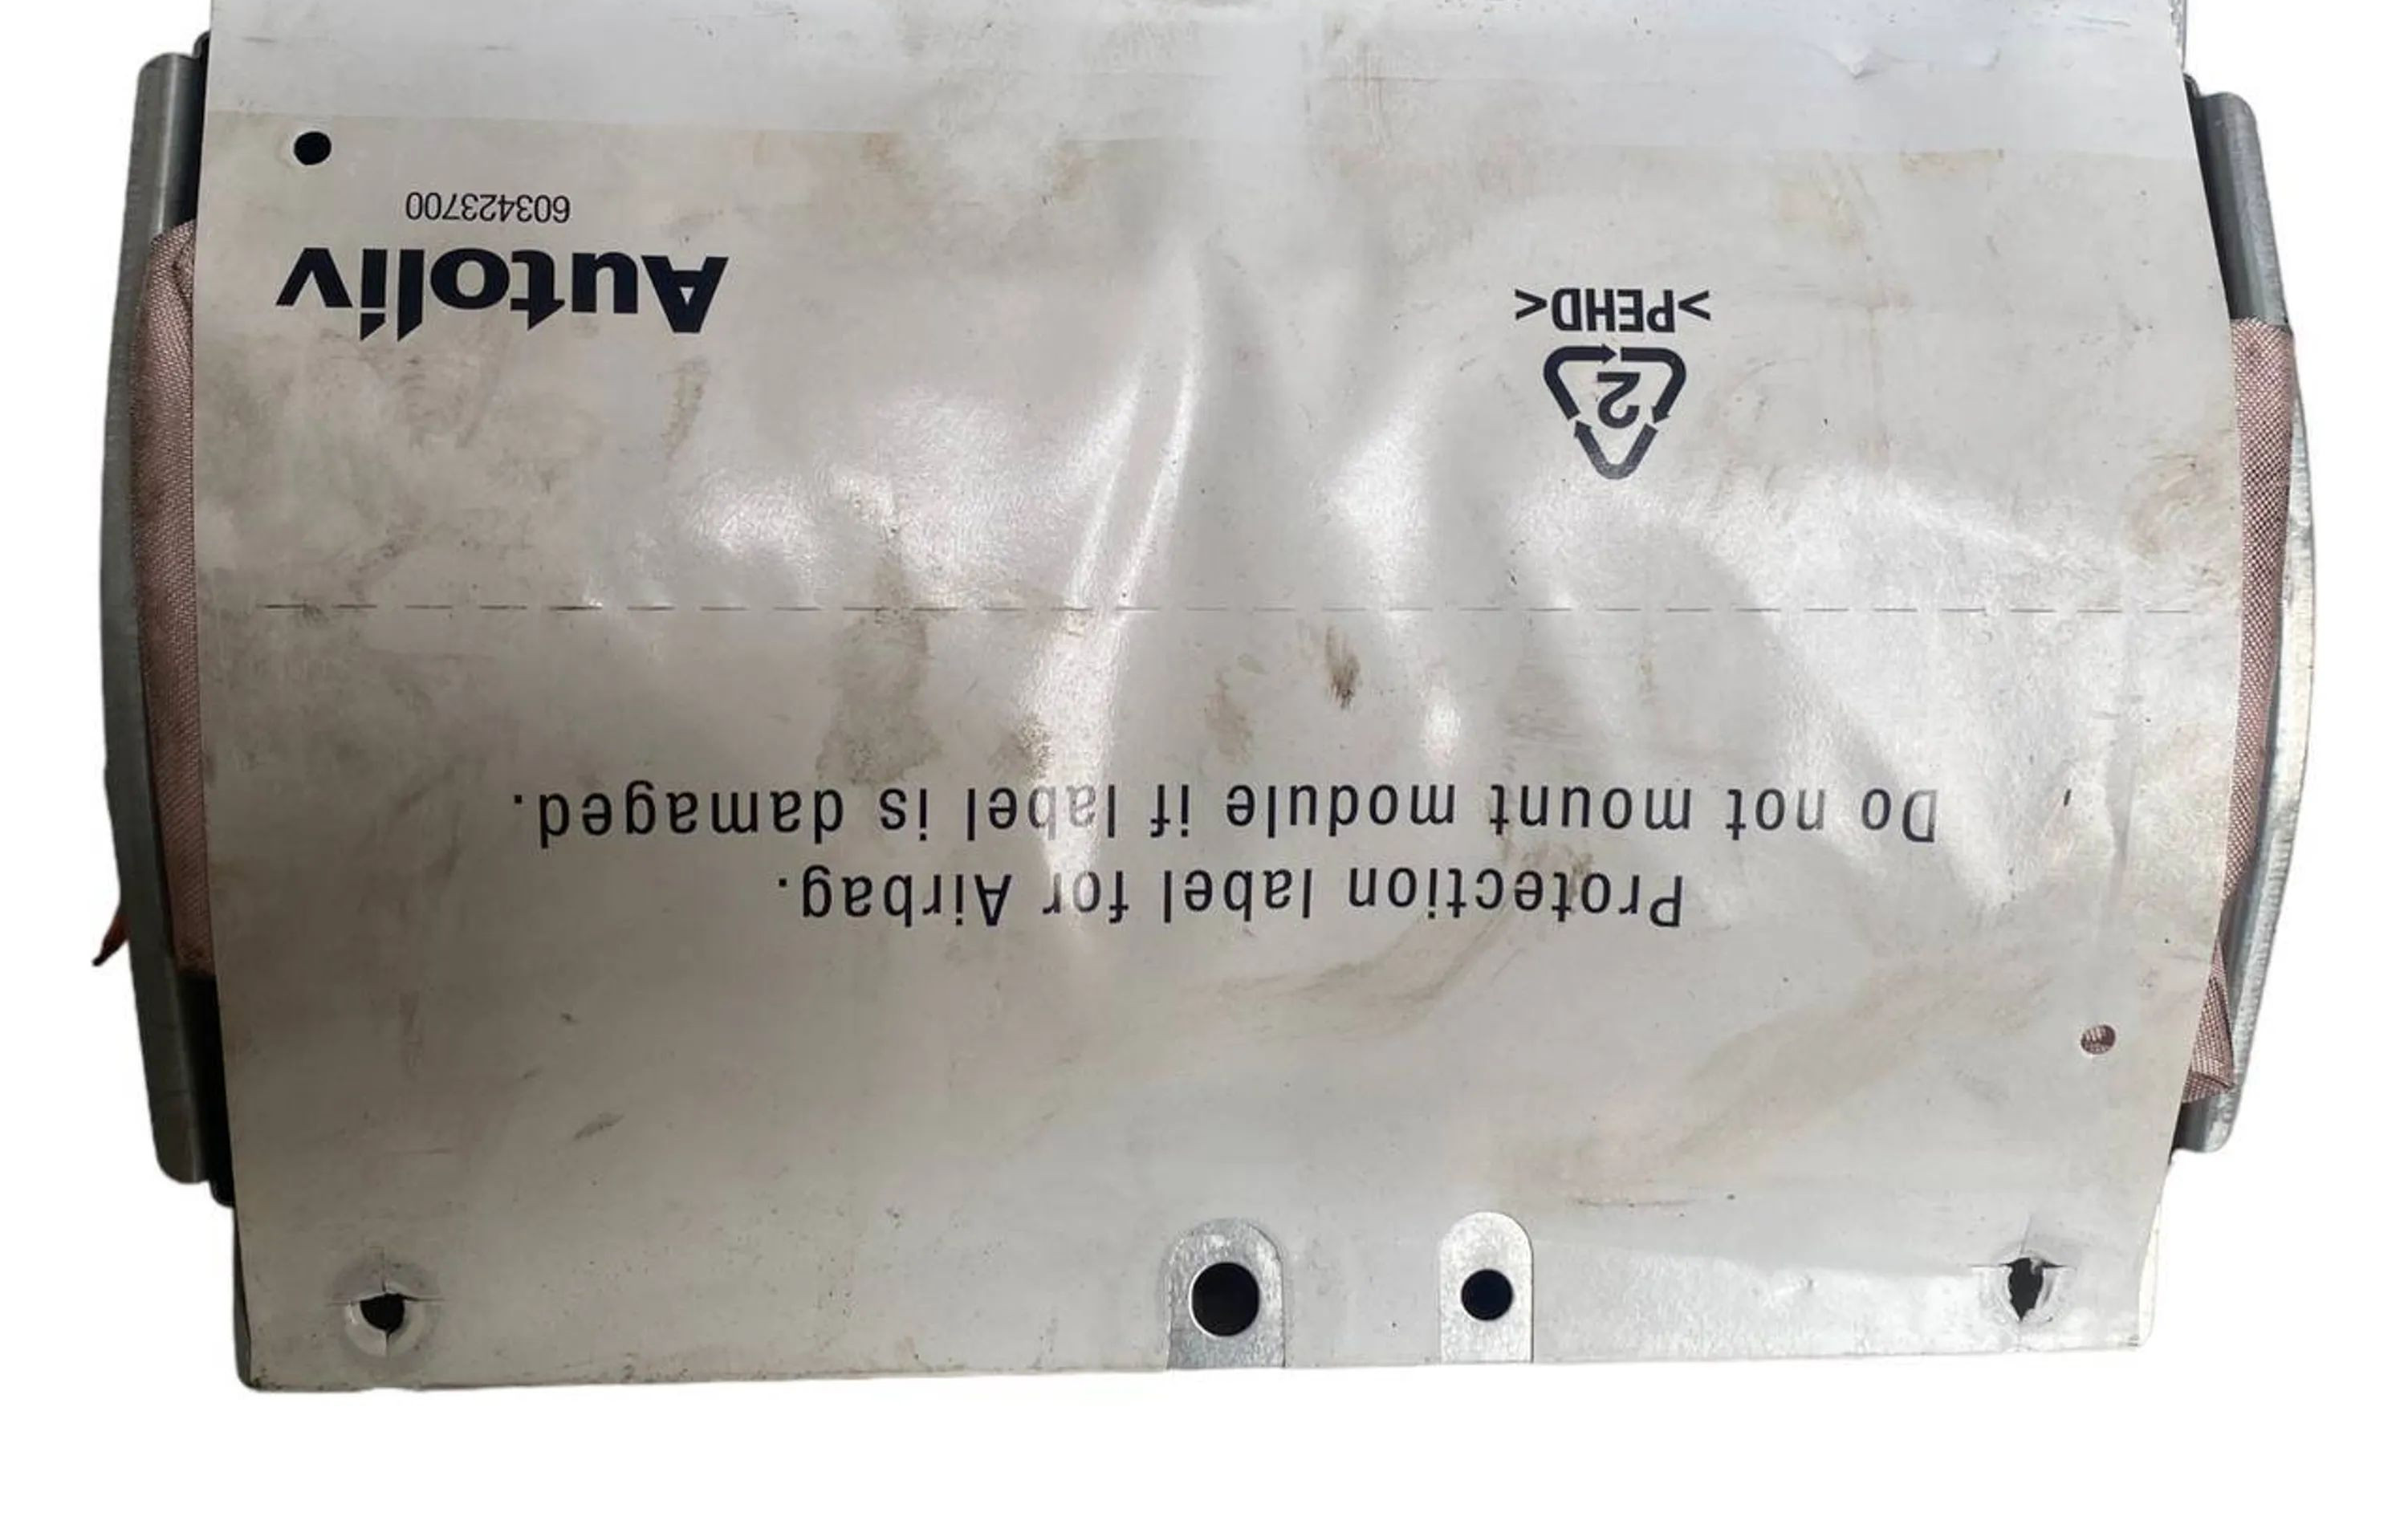 Protection label for Airbag.
Do not mount module if label is damaged.
2
>PEHD<
Autoliv
603423700